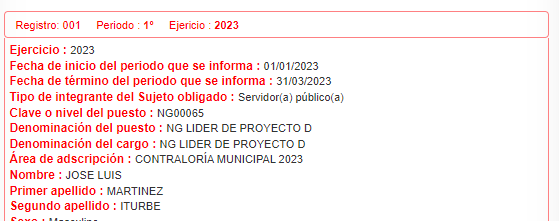 Registro: 001 Periodo : 1º Ejericio : 2023
Ejercicio : 2023
Fecha de inicio del periodo que se informa : 01/01/2023
Fecha de término del periodo que se informa : 31/03/2023
Tipo de integrante del Sujeto obligado : Servidor(a) público(a)
Clave o nivel del puesto : NG00065
Denominación del puesto : NG LIDER DE PROYECTO D
Denominación del cargo : NG LIDER DE PROYECTO D
Área de adscripción : CONTRALORÍA MUNICIPAL 2023
Nombre : JOSE LUIS
Primer apellido : MARTINEZ
Segundo apellido : ITURBE
Sexo : Masculino